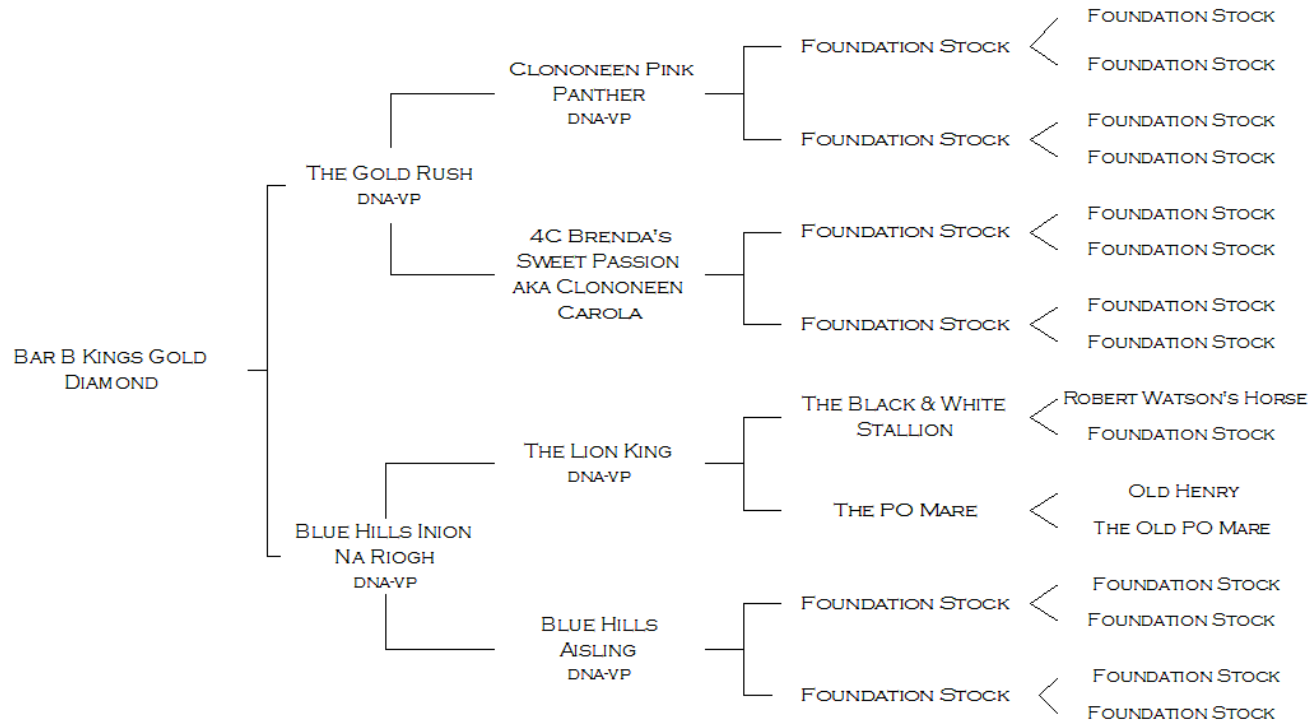 Foundation Stock
Foundation Stock
Foundation Stock
Clononeen Pink
Panther
DNA-VP
Foundation Stock
Foundation Stock
Foundation Stock
The Gold Rush
DNA-VP
Foundation Stock
Foundation Stock
Foundation Stock
4C Brenda's
Sweet Passion
aka Clononeen
Carola
Foundation Stock
Foundation Stock
Foundation Stock
Bar B Kings Gold
Diamond
The Black & White
Stallion
Robert Watson's Horse
Foundation Stock
The Lion King
DNA-VP
Old Henry
The PO Mare
The Old PO Mare
Blue Hills Inion
Na Riogh
DNA-VP
Foundation Stock
Foundation Stock
Foundation Stock
Blue Hills
Aisling
DNA-VP
Foundation Stock
Foundation Stock
Foundation Stock